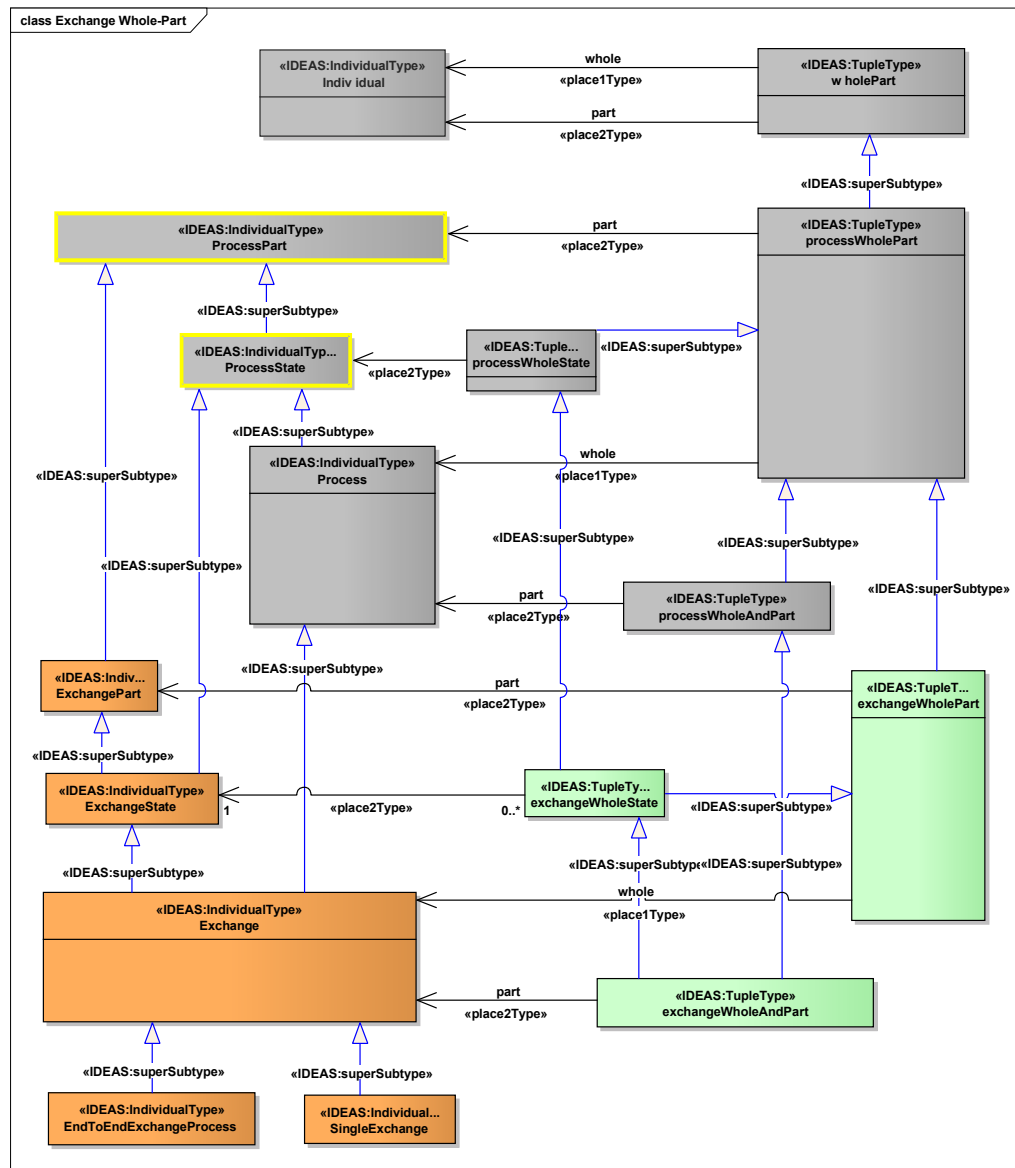 class Exchange Whole-Part
«IDEAS:IndividualType»
Indiv idual
whole
«place1Type»
part
«place2Type»
«IDEAS:TupleType»
w holePart
«IDEAS:superSubtype»
«IDEAS:IndividualType»
ProcessPart
part
«place2Type»
«IDEAS:TupleType»
processWholePart
«IDEAS:superSubtype»
«IDEAS:IndividualTyp...
ProcessState
«place2Type»
«IDEAS:Tuple...
processWholeState
«IDEAS:superSubtype»
«IDEAS:superSubtype»
«IDEAS:IndividualType»
Process
whole
«place1Type»
«IDEAS:superSubtype»
«IDEAS:superSubtype»
«IDEAS:superSubtype»
«IDEAS:superSubtype»
«IDEAS:superSubtype»
part
«place2Type»
«IDEAS:TupleType»
processWholeAndPart
«IDEAS:superSubtype»
«IDEAS:Indiv...
ExchangePart
part
«place2Type»
«IDEAS:TupleT...
exchangeWholePart
«IDEAS:superSubtype»
«IDEAS:IndividualType»
ExchangeState
1
«place2Type»
0..*
«IDEAS:TupleTy...
exchangeWholeState
«IDEAS:superSubtype»
«IDEAS:superSubtype»
«IDEAS:superSubtype»
«IDEAS:superSubtype»
«IDEAS:IndividualType»
Exchange
whole
«place1Type»
part
«place2Type»
«IDEAS:TupleType»
exchangeWholeAndPart
«IDEAS:superSubtype»
«IDEAS:superSubtype»
«IDEAS:IndividualType»
EndToEndExchangeProcess
«IDEAS:Individual...
SingleExchange